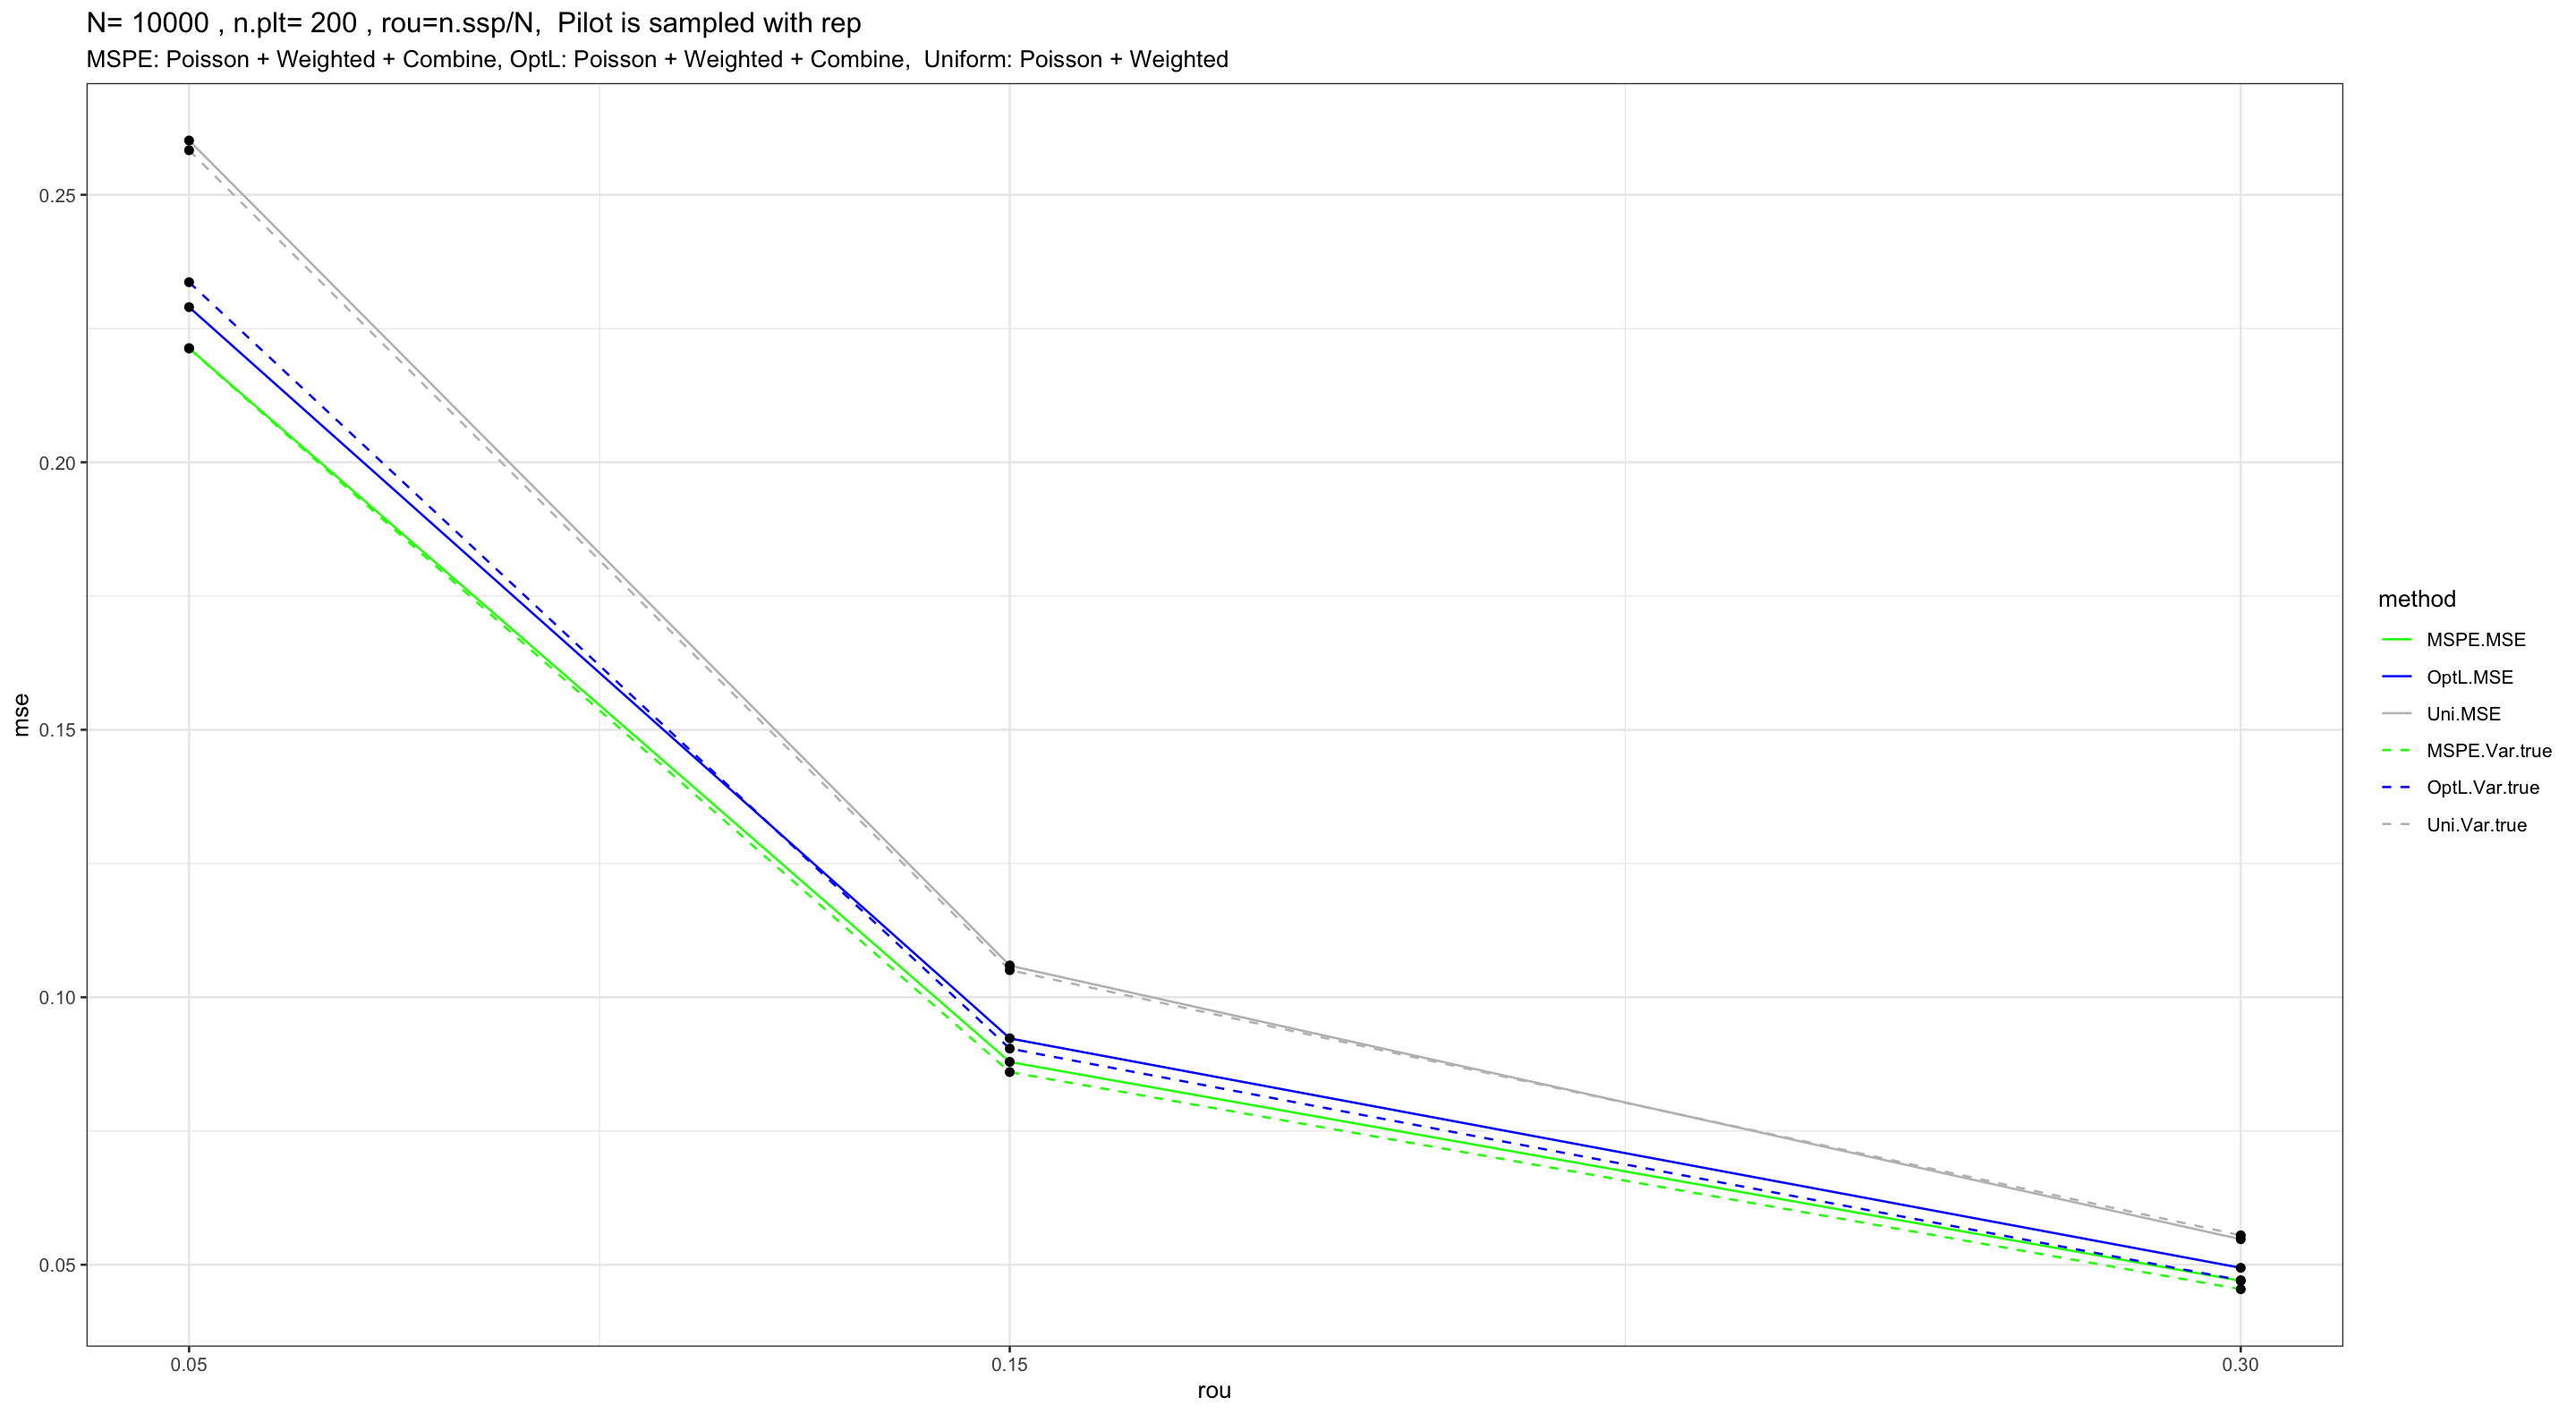 N= 10000 , n.plt= 200 , rou=n.ssp/N,  Pilot is sampled with rep
MSPE: Poisson + Weighted + Combine, OptL: Poisson + Weighted + Combine,  Uniform: Poisson + Weighted
0.25
0.20
0.15
0.10
0.05
mse
0.05
0.15
0.30
rou
method
MSPE.MSE
OptL.MSE
Uni.MSE
MSPE.Var.true
OptL.Var.true
Uni.Var.true